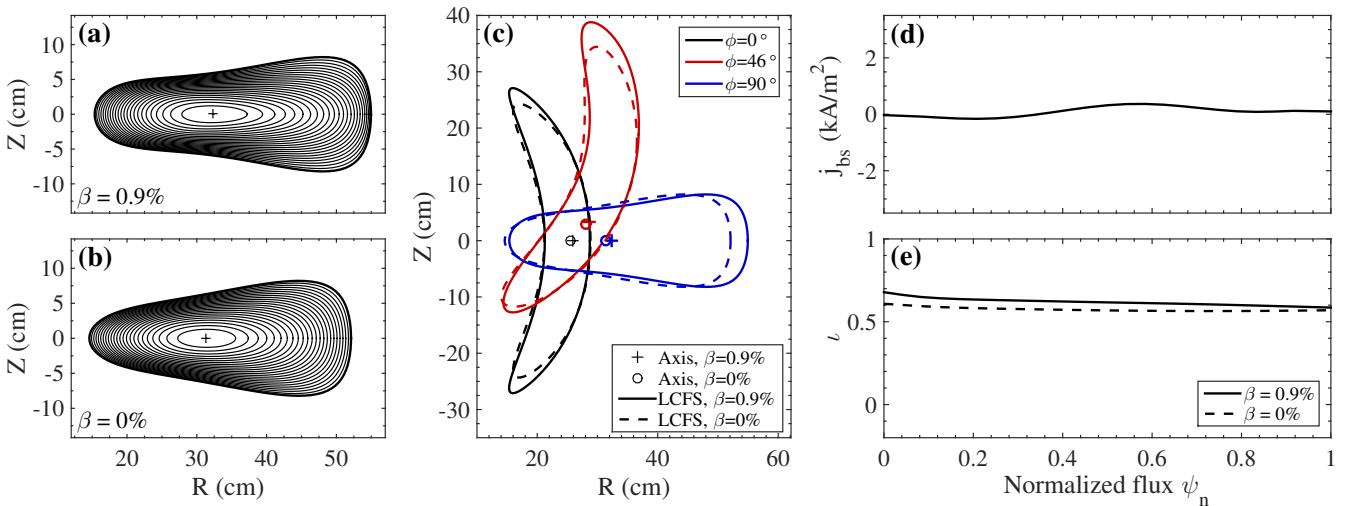 (a)
Z (cm)
10
5
0
-5
-10
β = 0.9%
(b)
Z (cm)
10
5
0
-5
-10
β = 0%
20
30
40
50
R (cm)
(c)
Z (cm)
40
30
20
10
0
-10
-20
-30
ϕ=0°
ϕ=46°
ϕ=90°
Axis, β=0.9%
Axis, β=0%
LCFS, β=0.9%
LCFS, β=0%
20
40
60
R (cm)
(d)
j_bs (kA/m²)
2
0
-2
(e)
ι
1
0.5
0
β = 0.9%
β = 0%
0
0.2
0.4
0.6
0.8
1
Normalized flux ψ_n